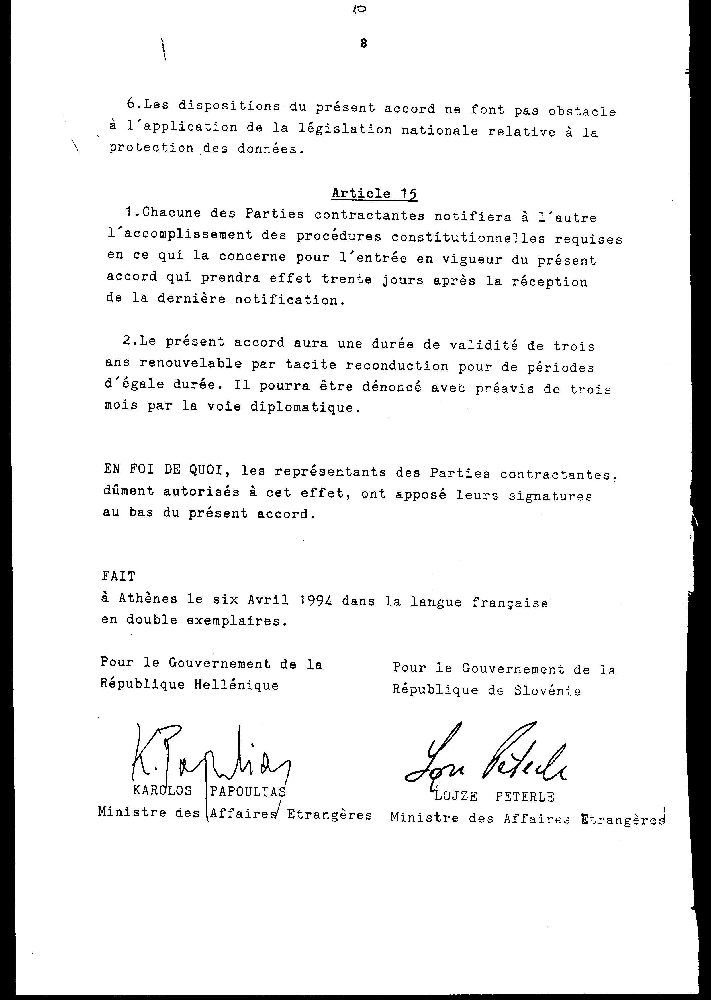 10
8
6.Les dispositions du présent accord ne font pas obstacle
à l´application de la législation nationale relative à la
protection des données.
Article 15
1.Chacune des Parties contractantes notifiera à l´autre
l´accomplissement des procédures constitutionnelles requises
en ce qui la concerne pour l´entrée en vigueur du présent
accord qui prendra effet trente jours après la réception
de la dernière notification.
2.Le présent accord aura une durée de validité de trois
ans renouvelable par tacite reconduction pour de périodes
d´égale durée. Il pourra être dénoncé avec préavis de trois
mois par la voie diplomatique.
EN FOI DE QUOI, les représentants des Parties contractantes,
dûment autorisés à cet effet, ont apposé leurs signatures
au bas du présent accord.
FAIT
à Athènes le six Avril 1994 dans la langue française
en double exemplaires.
Pour le Gouvernement de la
République Hellénique
K. Papoulias
KAROLOS PAPOULIAS
Ministre des Affaires Etrangères
Pour le Gouvernement de la
République de Slovénie
Peterle
LOJZE PETERLE
Ministre des Affaires Etrangères